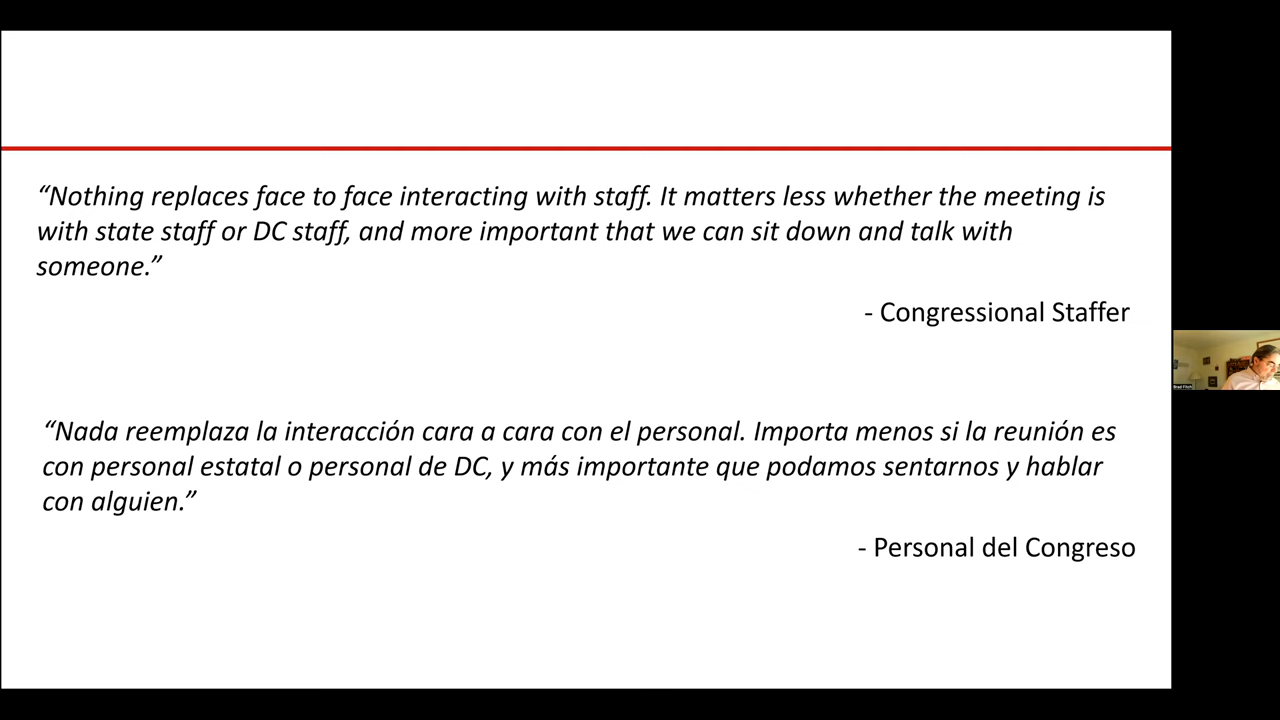 “Nothing replaces face to face interacting with staff. It matters less whether the meeting is
with state staff or DC staff, and more important that we can sit down and talk with
someone.”
- Congressional Staffer
Brad Fitch
“Nada reemplaza la interacción cara a cara con el personal. Importa menos si la reunión es
con personal estatal o personal de DC, y más importante que podamos sentarnos y hablar
con alguien.”
- Personal del Congreso